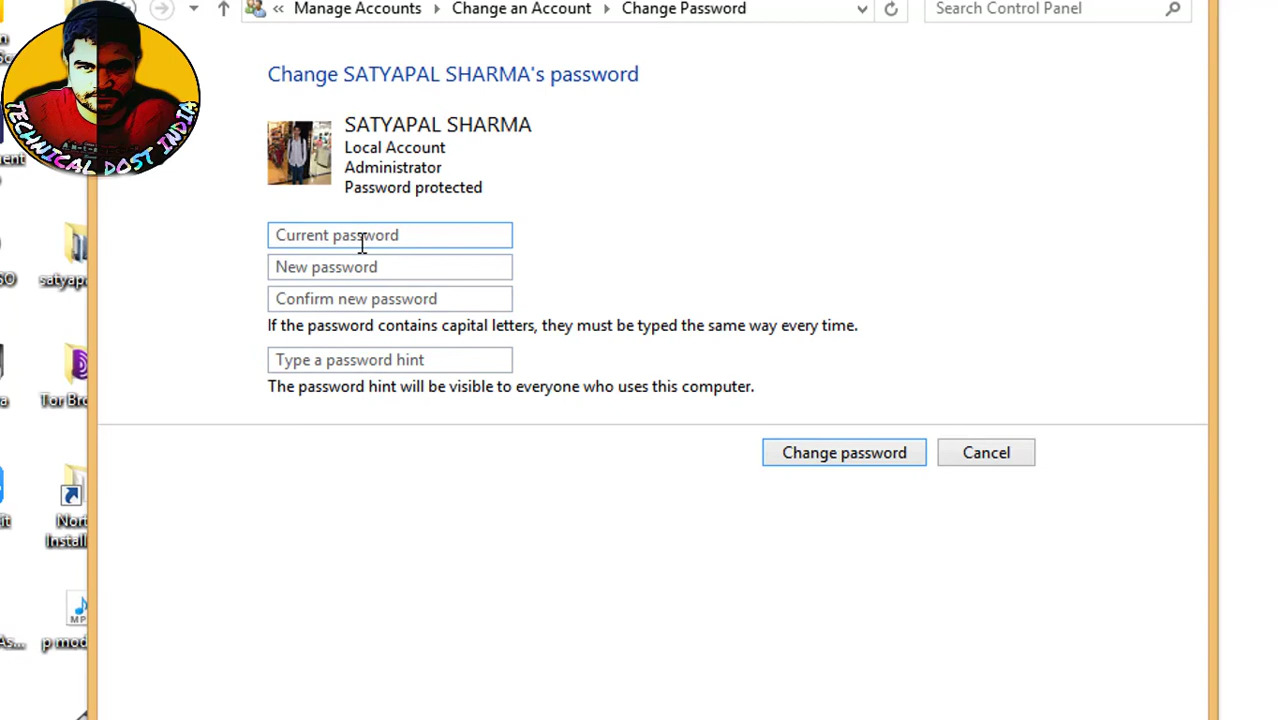 Manage Accounts
Change an Account
Change Password
Search Control Panel
Change SATYAPAL SHARMA's password
SATYAPAL SHARMA
Local Account
Administrator
Password protected
Current password
New password
Confirm new password
If the password contains capital letters, they must be typed the same way every time.
Type a password hint
The password hint will be visible to everyone who uses this computer.
Change password
Cancel
TECHNICAL DOST INDIA
satyap
Tor Br
Nort
Install
MP
p mod